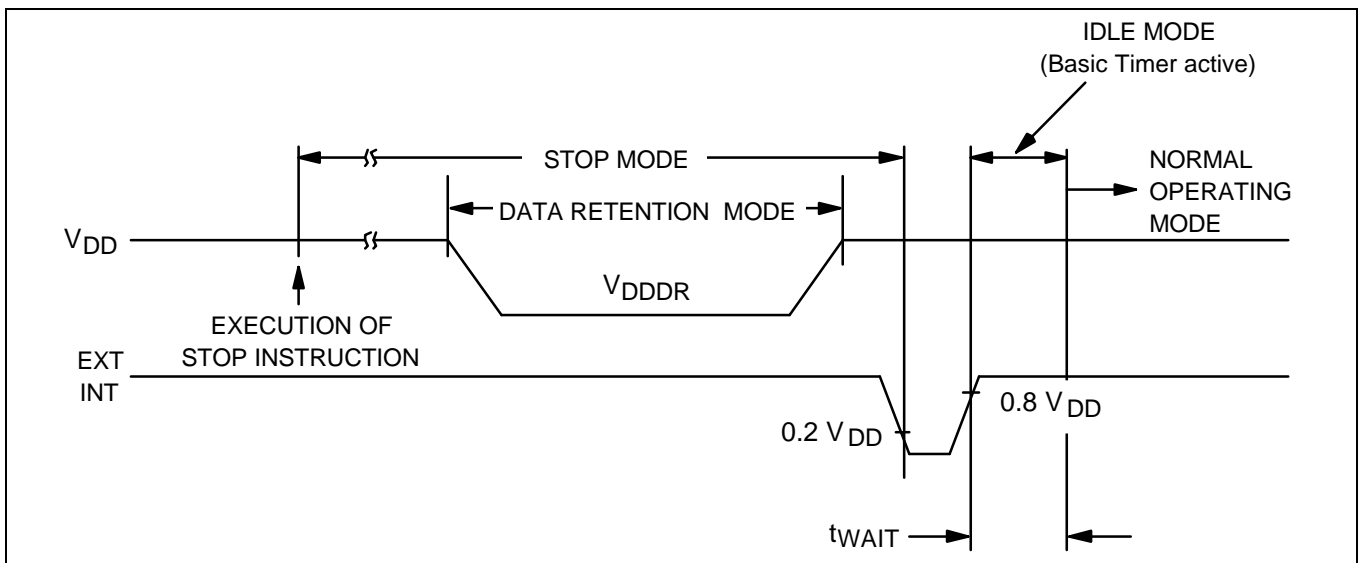 IDLE MODE
(Basic Timer active)
STOP MODE
NORMAL
OPERATING
MODE
DATA RETENTION MODE
VDD
VDDDR
EXECUTION OF
STOP INSTRUCTION
EXT
INT
0.8 VDD
0.2 VDD
tWAIT